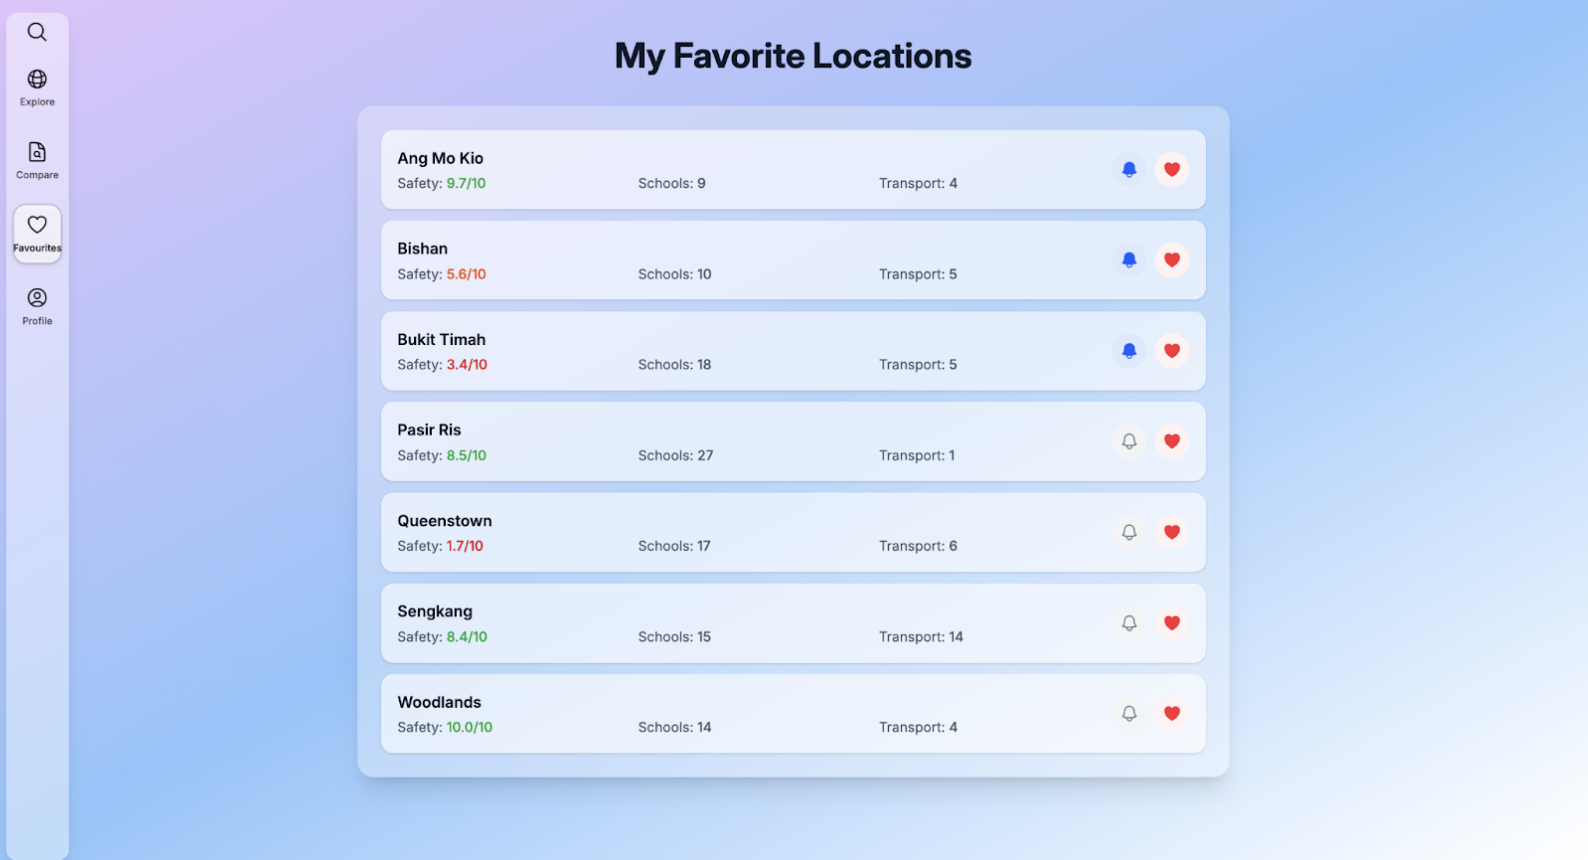 Explore
Compare
Favourites
Profile
My Favorite Locations
Ang Mo Kio
Safety: 9.7/10 Schools: 9 Transport: 4
Bishan
Safety: 5.6/10 Schools: 10 Transport: 5
Bukit Timah
Safety: 3.4/10 Schools: 18 Transport: 5
Pasir Ris
Safety: 8.5/10 Schools: 27 Transport: 1
Queenstown
Safety: 1.7/10 Schools: 17 Transport: 6
Sengkang
Safety: 8.4/10 Schools: 15 Transport: 14
Woodlands
Safety: 10.0/10 Schools: 14 Transport: 4